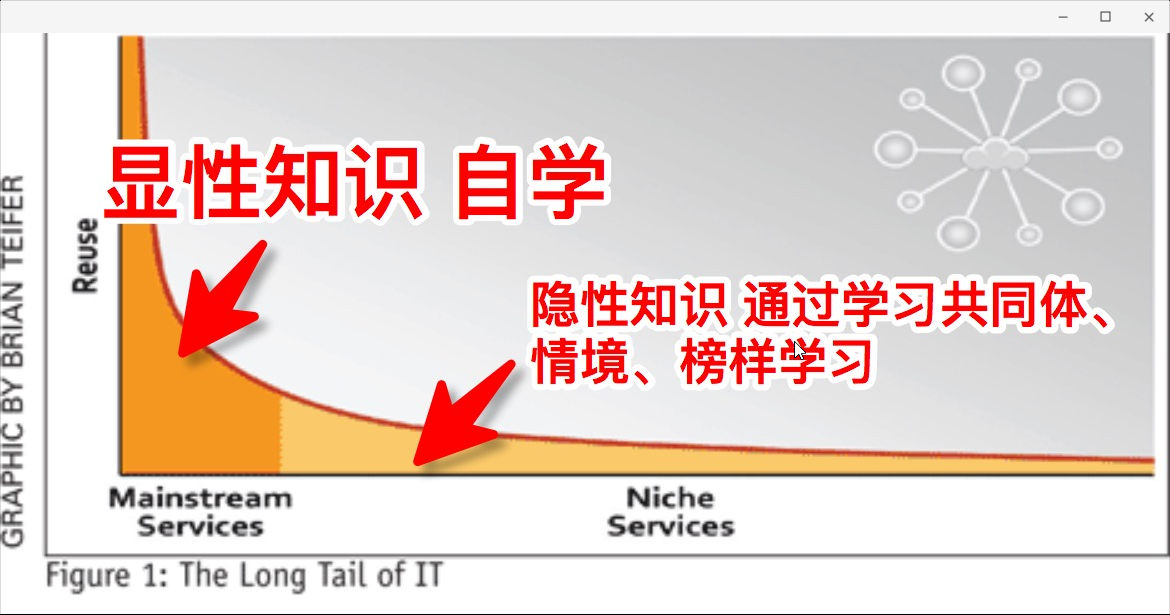 显性知识 自学
隐性知识 通过学习共同体、
情境、榜样学习
GRAPHIC BY BRIAN TEIFER
Reuse
Mainstream
Services
Niche
Services
Figure 1: The Long Tail of IT